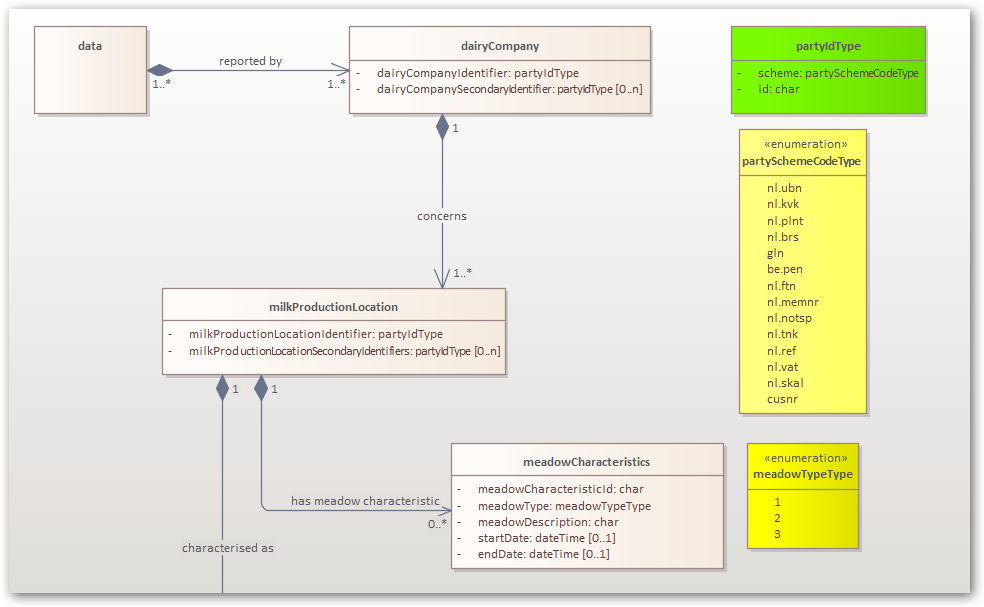 data
reported by
1..*
1..*
dairyCompany
- dairyCompanyIdentifier: partyIdType
- dairyCompanySecondaryIdentifier: partyIdType [0..n]
partyIdType
- scheme: partySchemeCodeType
- id: char
1
concerns
1..*
«enumeration»
partySchemeCodeType
nl.ubn
nl.kvk
nl.plnt
nl.brs
gln
be.pen
nl.ftn
nl.memnr
nl.notsp
nl.tnk
nl.ref
nl.vat
nl.skal
cusnr
milkProductionLocation
- milkProductionLocationIdentifier: partyIdType
- milkProductionLocationSecondaryIdentifiers: partyIdType [0..n]
1
1
has meadow characteristic
0..*
characterised as
meadowCharacteristics
- meadowCharacteristicId: char
- meadowType: meadowTypeType
- meadowDescription: char
- startDate: dateTime [0..1]
- endDate: dateTime [0..1]
«enumeration»
meadowTypeType
1
2
3